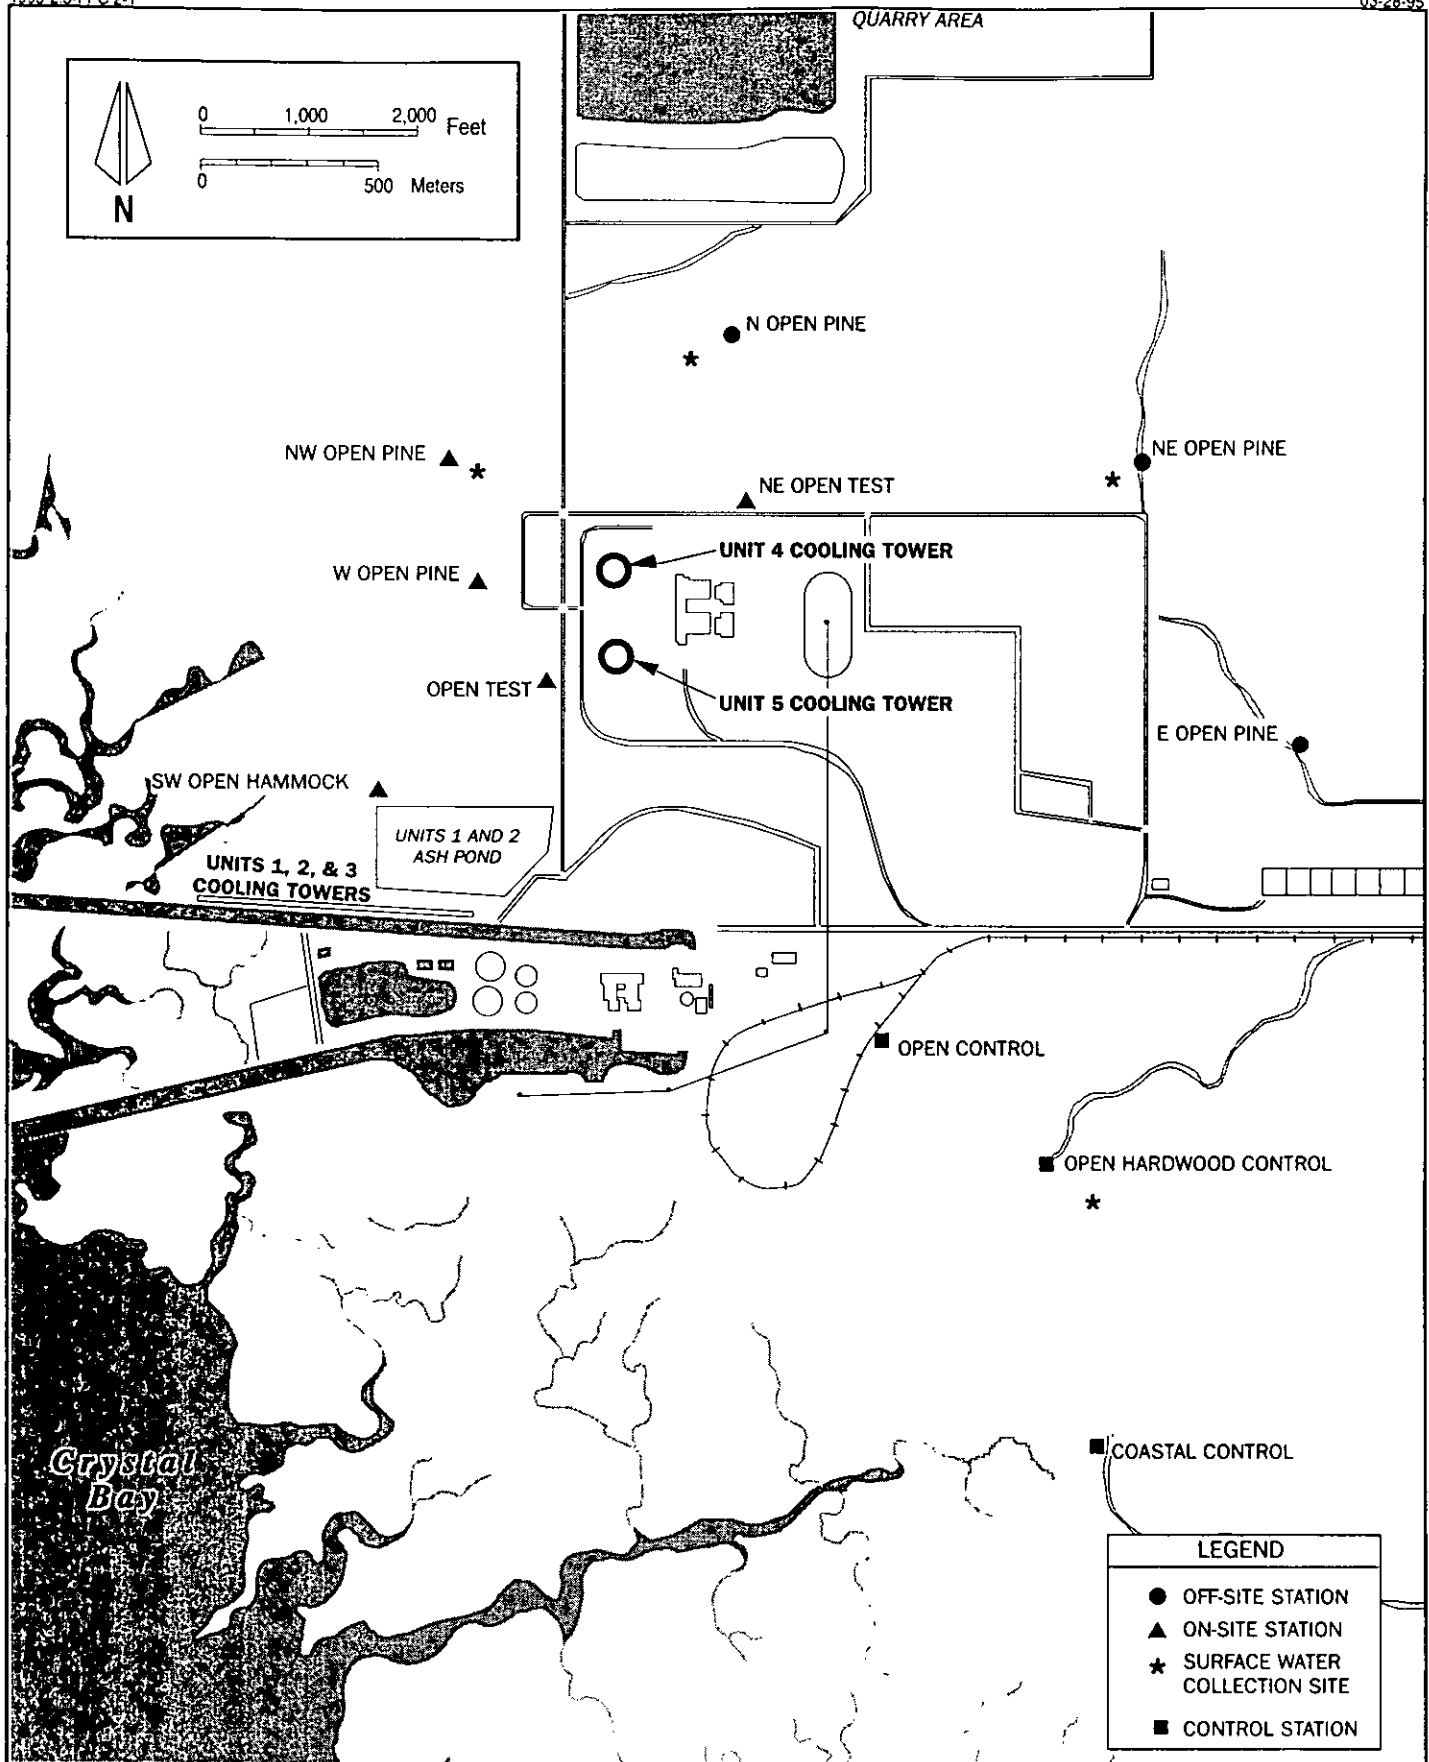 03-28-95
QUARRY AREA
0 1,000 2,000 Feet
0 500 Meters
N
N OPEN PINE
NW OPEN PINE
NE OPEN PINE
NE OPEN TEST
UNIT 4 COOLING TOWER
W OPEN PINE
OPEN TEST
UNIT 5 COOLING TOWER
E OPEN PINE
SW OPEN HAMMOCK
UNITS 1 AND 2
ASH POND
UNITS 1, 2, & 3
COOLING TOWERS
OPEN CONTROL
OPEN HARDWOOD CONTROL
COASTAL CONTROL
Crystal
Bay
LEGEND
OFF-SITE STATION
ON-SITE STATION
SURFACE WATER
COLLECTION SITE
CONTROL STATION